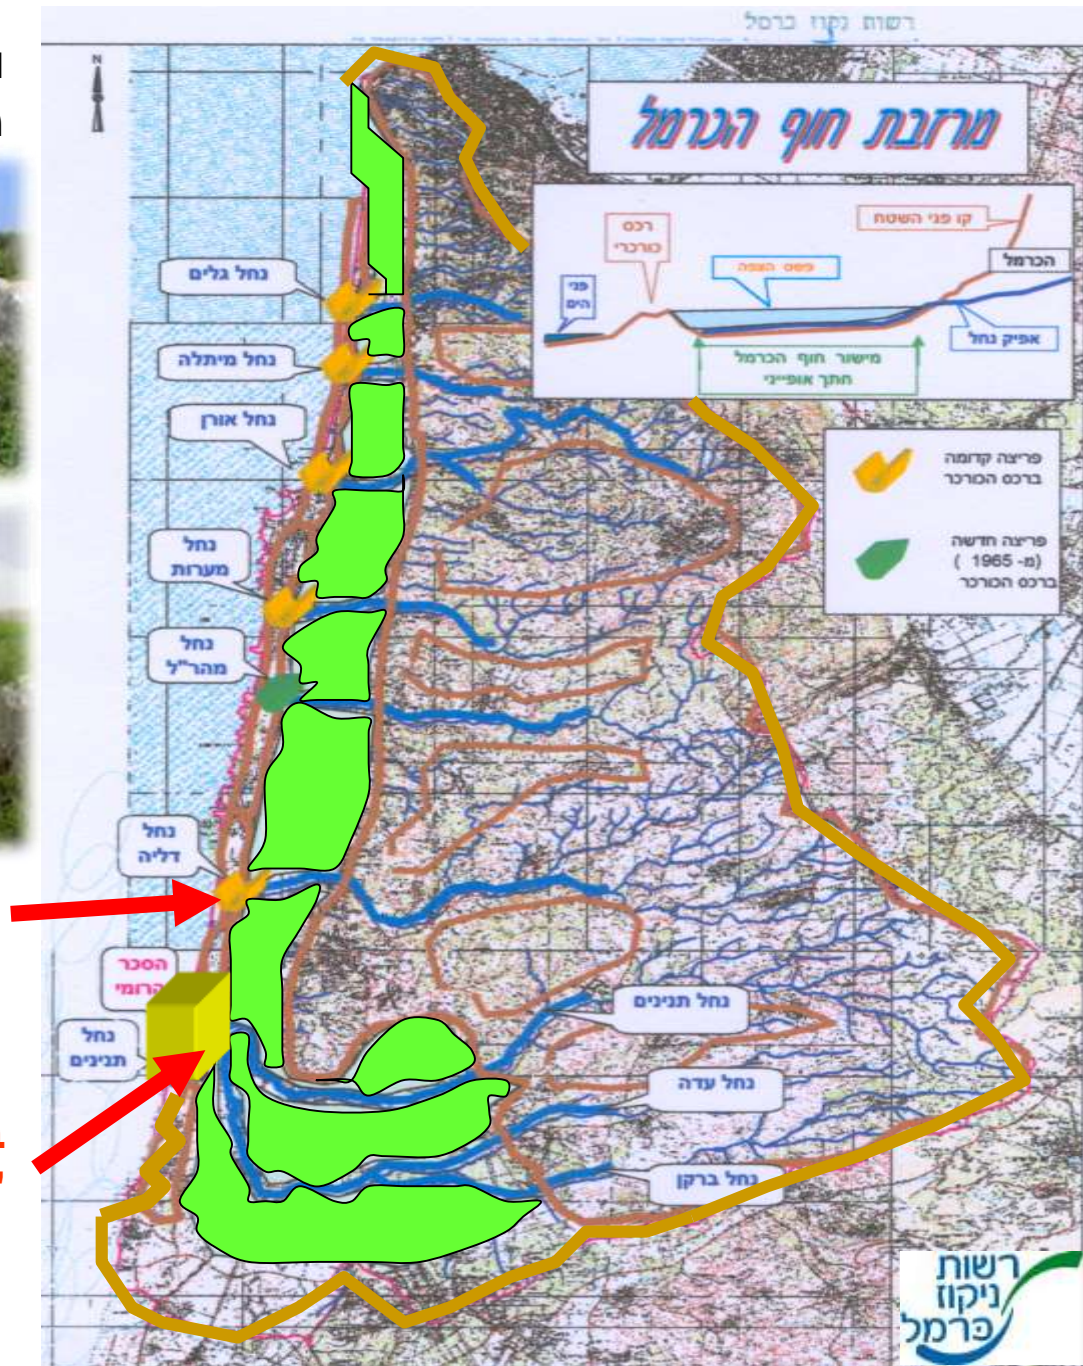 רשות ניקוז כרמל
N
מרזבת חוף הכרמל
קו פני השטח
רכס
כורכרי
הכרמל
פשט הצפה
פני
הים
אפיק נחל
מישור חוף הכרמל
חתך אופייני
נחל גלים
נחל מיתלה
נחל אורן
פריצה קדומה
ברכס הכורכר
פריצה חדשה
(מ- 1965 )
ברכס הכורכר
נחל
מערות
נחל
מהר"ל
נחל
דליה
הסכר
הרומי
נחל
תנינים
נחל תנינים
נחל עדה
נחל ברקן
רשות
ניקוז
כרמל